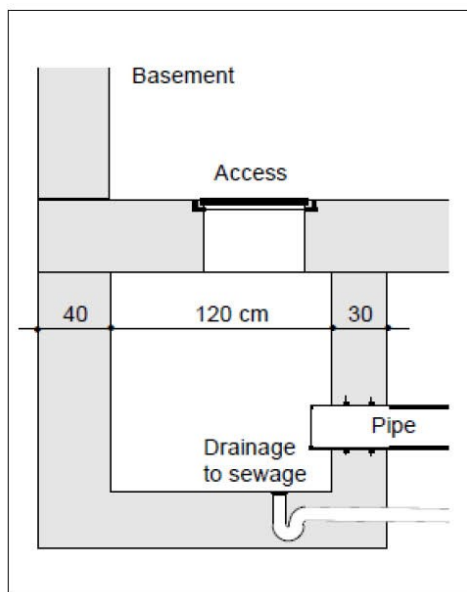 Basement
Access
40
120 cm
30
Pipe
Drainage
to sewage